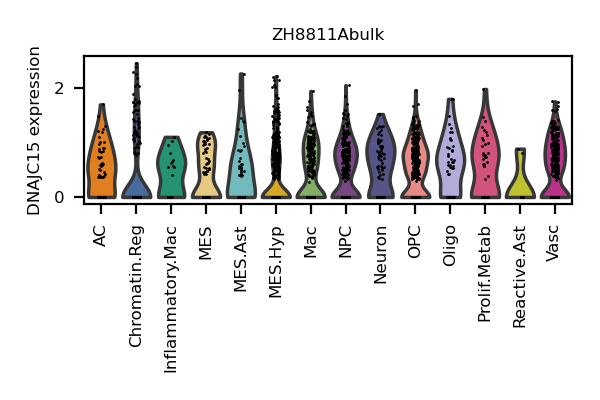 ZH8811Abulk
DNAJC15 expression
2
0
AC
Chromatin.Reg
Inflammatory.Mac
MES
MES.Ast
MES.Hyp
Mac
NPC
Neuron
OPC
Oligo
Prolif.Metab
Reactive.Ast
Vasc